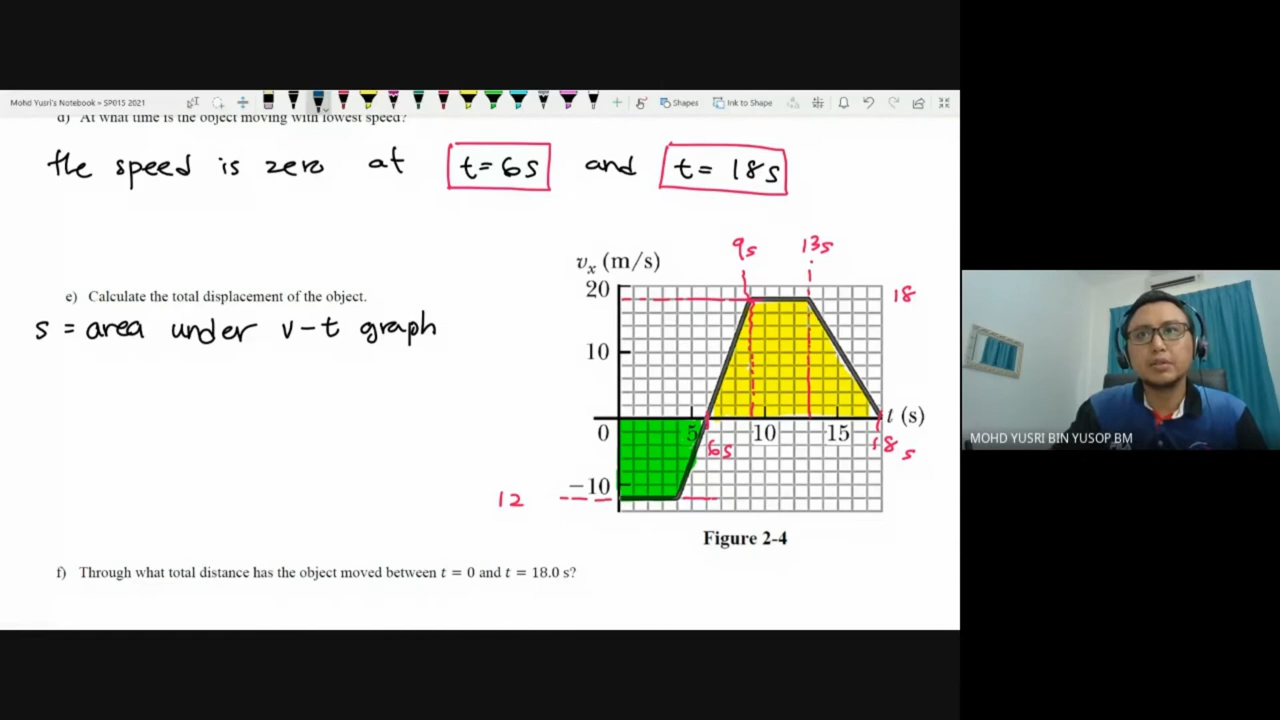 Mohd Yusri's Notebook » SP015 2021
Shapes
Ink to Shape
d) At what time is the object moving with lowest speed?
the speed is zero at t = 6s and t = 18s
9s 13s
vx (m/s)
20
18
e) Calculate the total displacement of the object.
s = area under v-t graph
10
t (s)
0 5 10 15
6s 18s
-10
12
Figure 2-4
f) Through what total distance has the object moved between t = 0 and t = 18.0 s?
MOHD YUSRI BIN YUSOP BM
FILA